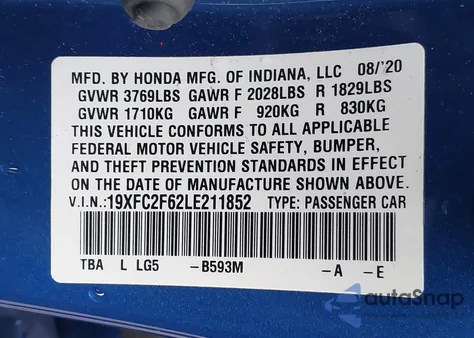 MFD. BY HONDA MFG. OF INDIANA, LLC 08/'20
GVWR 3769LBS GAWR F 2028LBS R 1829LBS
GVWR 1710KG GAWR F 920KG R 830KG
THIS VEHICLE CONFORMS TO ALL APPLICABLE
FEDERAL MOTOR VEHICLE SAFETY, BUMPER,
AND THEFT PREVENTION STANDARDS IN EFFECT
ON THE DATE OF MANUFACTURE SHOWN ABOVE.
V.I.N.:19XFC2F62LE211852 TYPE: PASSENGER CAR
TBA L LG5 -B593M -A -E
autoSnap